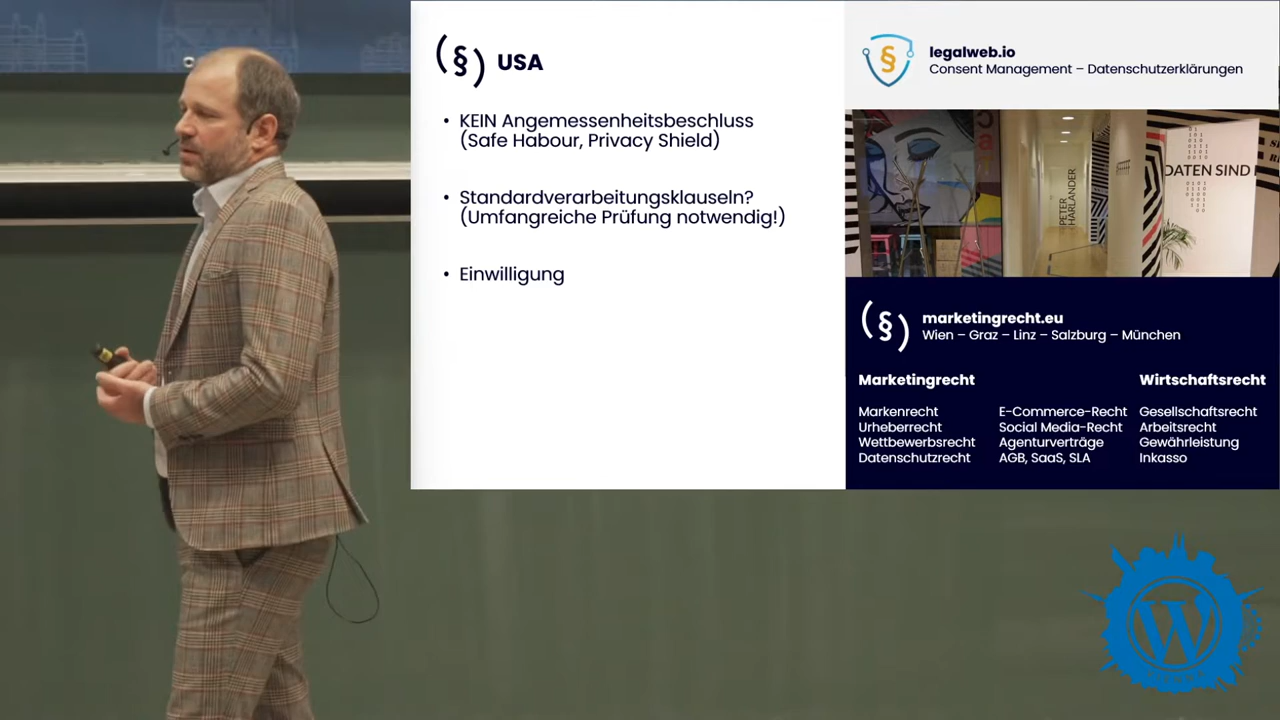 (§) USA
• KEIN Angemessenheitsbeschluss
(Safe Habour, Privacy Shield)
• Standardverarbeitungsklauseln?
(Umfangreiche Prüfung notwendig!)
• Einwilligung
§
legalweb.io
Consent Management – Datenschutzerklärungen
PETER
HARLANDER
DATEN SIND
(§)
marketingrecht.eu
Wien – Graz – Linz – Salzburg – München
Marketingrecht
Markenrecht
Urheberrecht
Wettbewerbsrecht
Datenschutzrecht
E-Commerce-Recht
Social Media-Recht
Agenturverträge
AGB, SaaS, SLA
Wirtschaftsrecht
Gesellschaftsrecht
Arbeitsrecht
Gewährleistung
Inkasso
W